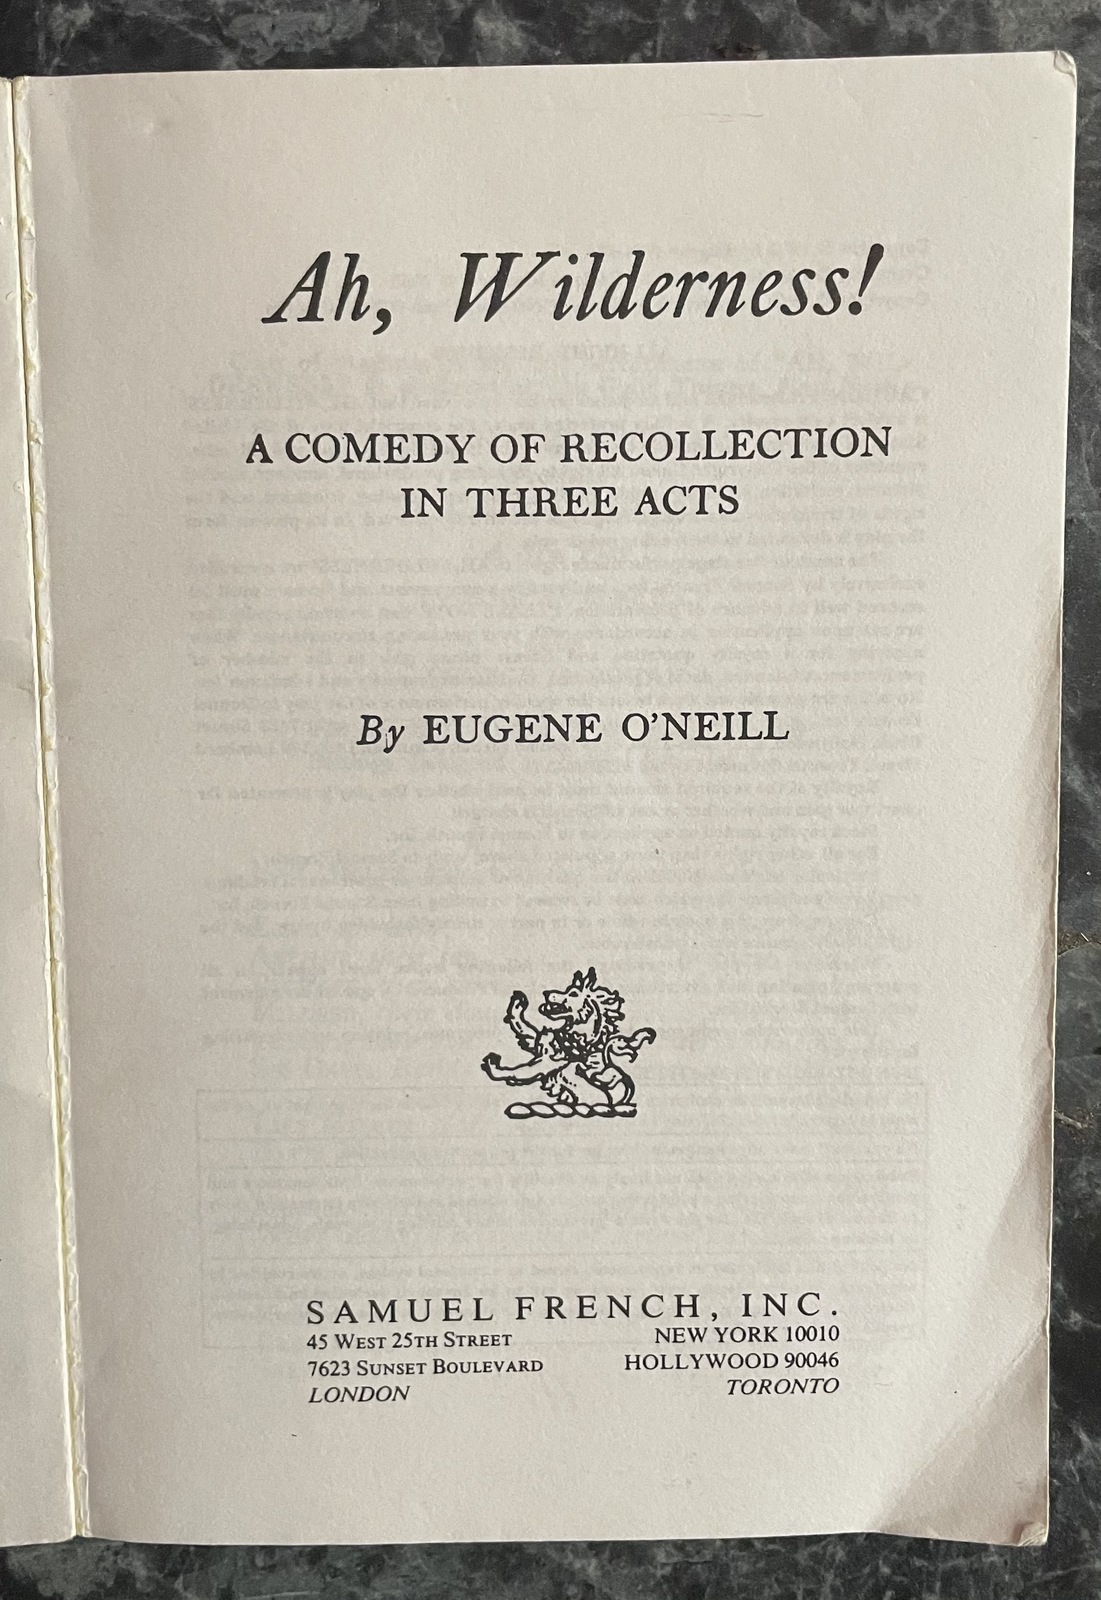 Ah, Wilderness!
A COMEDY OF RECOLLECTION
IN THREE ACTS
By EUGENE O'NEILL
SAMUEL FRENCH, INC.
45 WEST 25TH STREET NEW YORK 10010
7623 SUNSET BOULEVARD HOLLYWOOD 90046
LONDON TORONTO